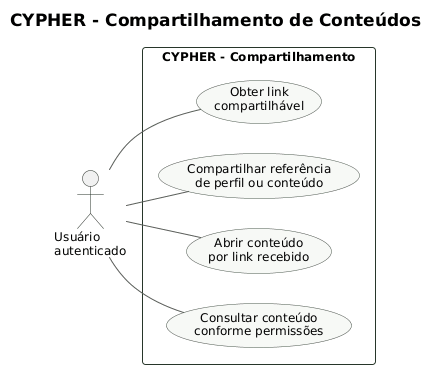 CYPHER - Compartilhamento de Conteúdos
CYPHER - Compartilhamento
Obter link
compartilhável
Compartilhar referência
de perfil ou conteúdo
Usuário
autenticado
Abrir conteúdo
por link recebido
Consultar conteúdo
conforme permissões